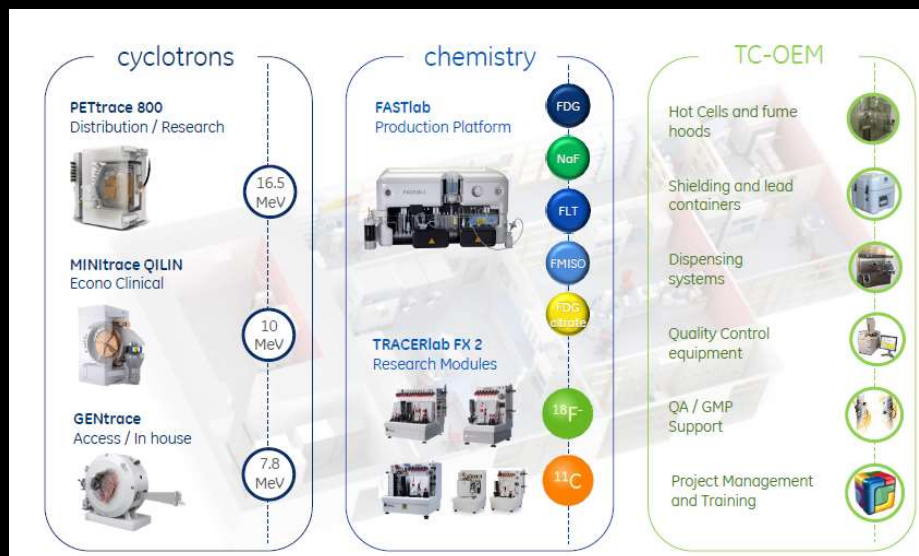 cyclotrons
PETtrace 800
Distribution / Research
16.5
MeV
MINItrace QILIN
Econo Clinical
10
MeV
GENtrace
Access / In house
7.8
MeV
chemistry
FASTlab
Production Platform
FDG
NaF
FLT
FMISO
FDG
citrate
TRACERlab FX 2
Research Modules
¹⁸F⁻
¹¹C
TC-OEM
Hot Cells and fume
hoods
Shielding and lead
containers
Dispensing
systems
Quality Control
equipment
QA / GMP
Support
Project Management
and Training